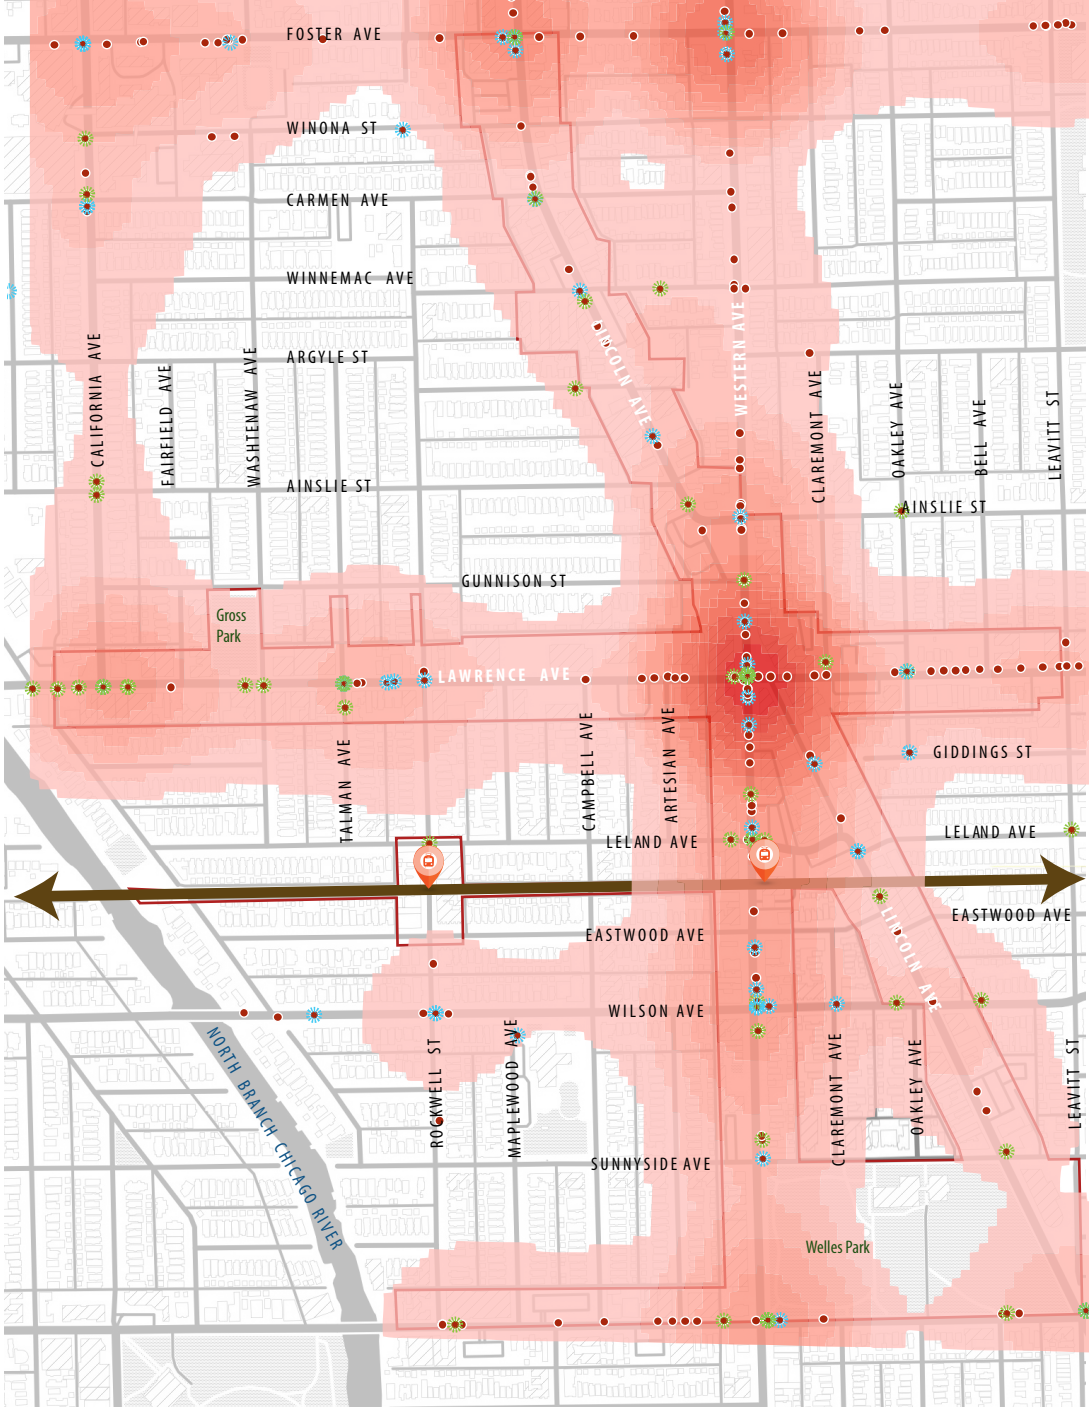 FOSTER AVE
WINONA ST
CARMEN AVE
WINNEMAC AVE
ARGYLE ST
CALIFORNIA AVE
FAIRFIELD AVE
WASHTENAW AVE
LINCOLN AVE
WESTERN AVE
CLAREMONT AVE
OAKLEY AVE
BELL AVE
LEAVITT ST
AINSLIE ST
AINSLIE ST
GUNNISON ST
Gross
Park
LAWRENCE AVE
TALMAN AVE
CAMPBELL AVE
ARTESIAN AVE
GIDDINGS ST
LELAND AVE
LELAND AVE
EASTWOOD AVE
EASTWOOD AVE
LINCOLN AVE
WILSON AVE
NORTH BRANCH CHICAGO RIVER
ROCKWELL ST
MAPLEWOOD AVE
CLAREMONT AVE
OAKLEY AVE
LEAVITT ST
SUNNYSIDE AVE
Welles Park